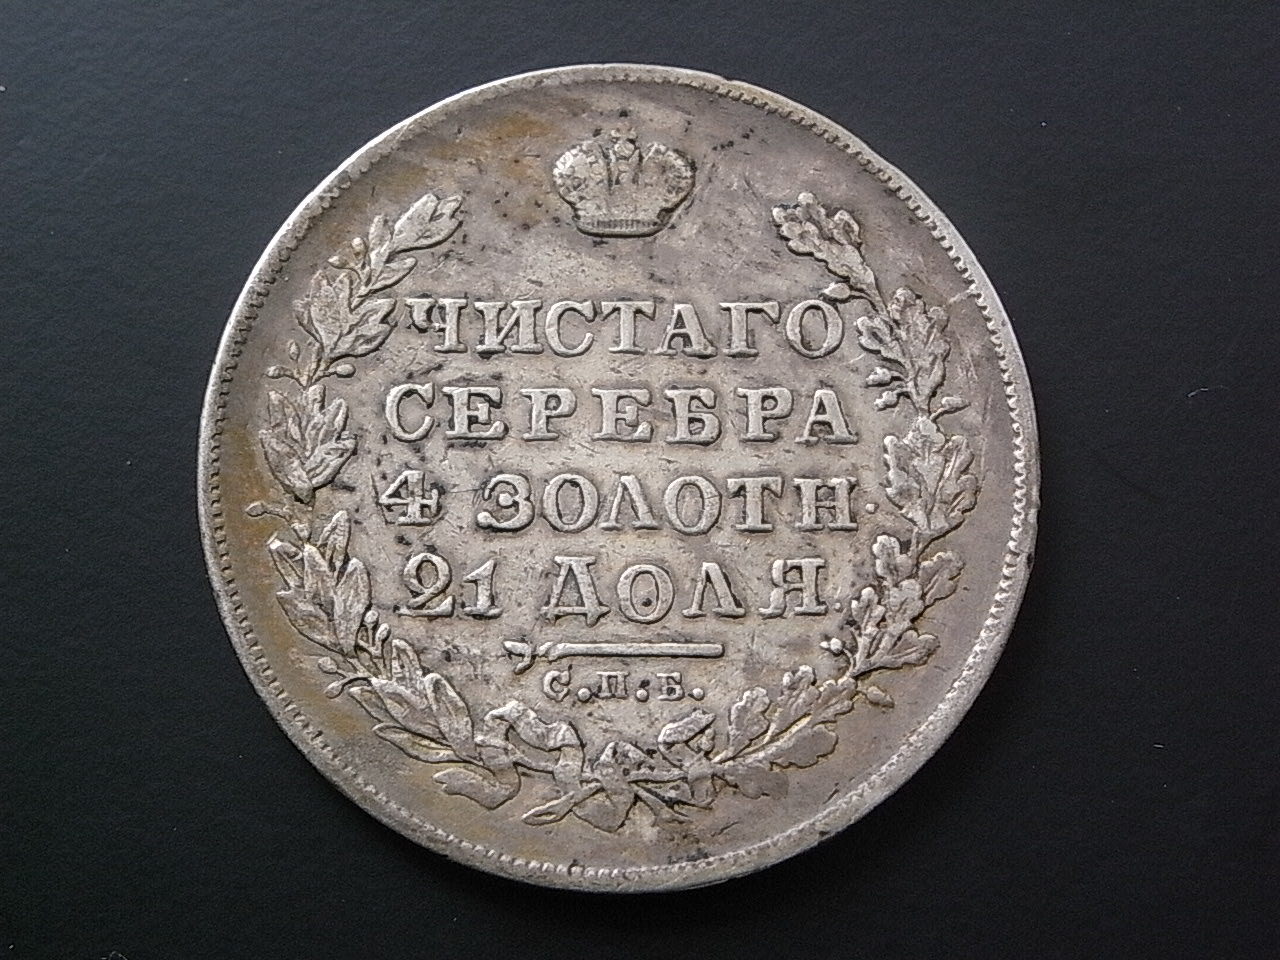 ЧИСТАГО
СЕРЕБРА
4 ЗОЛОТН.
21 ДОЛЯ.
С.П.Б.